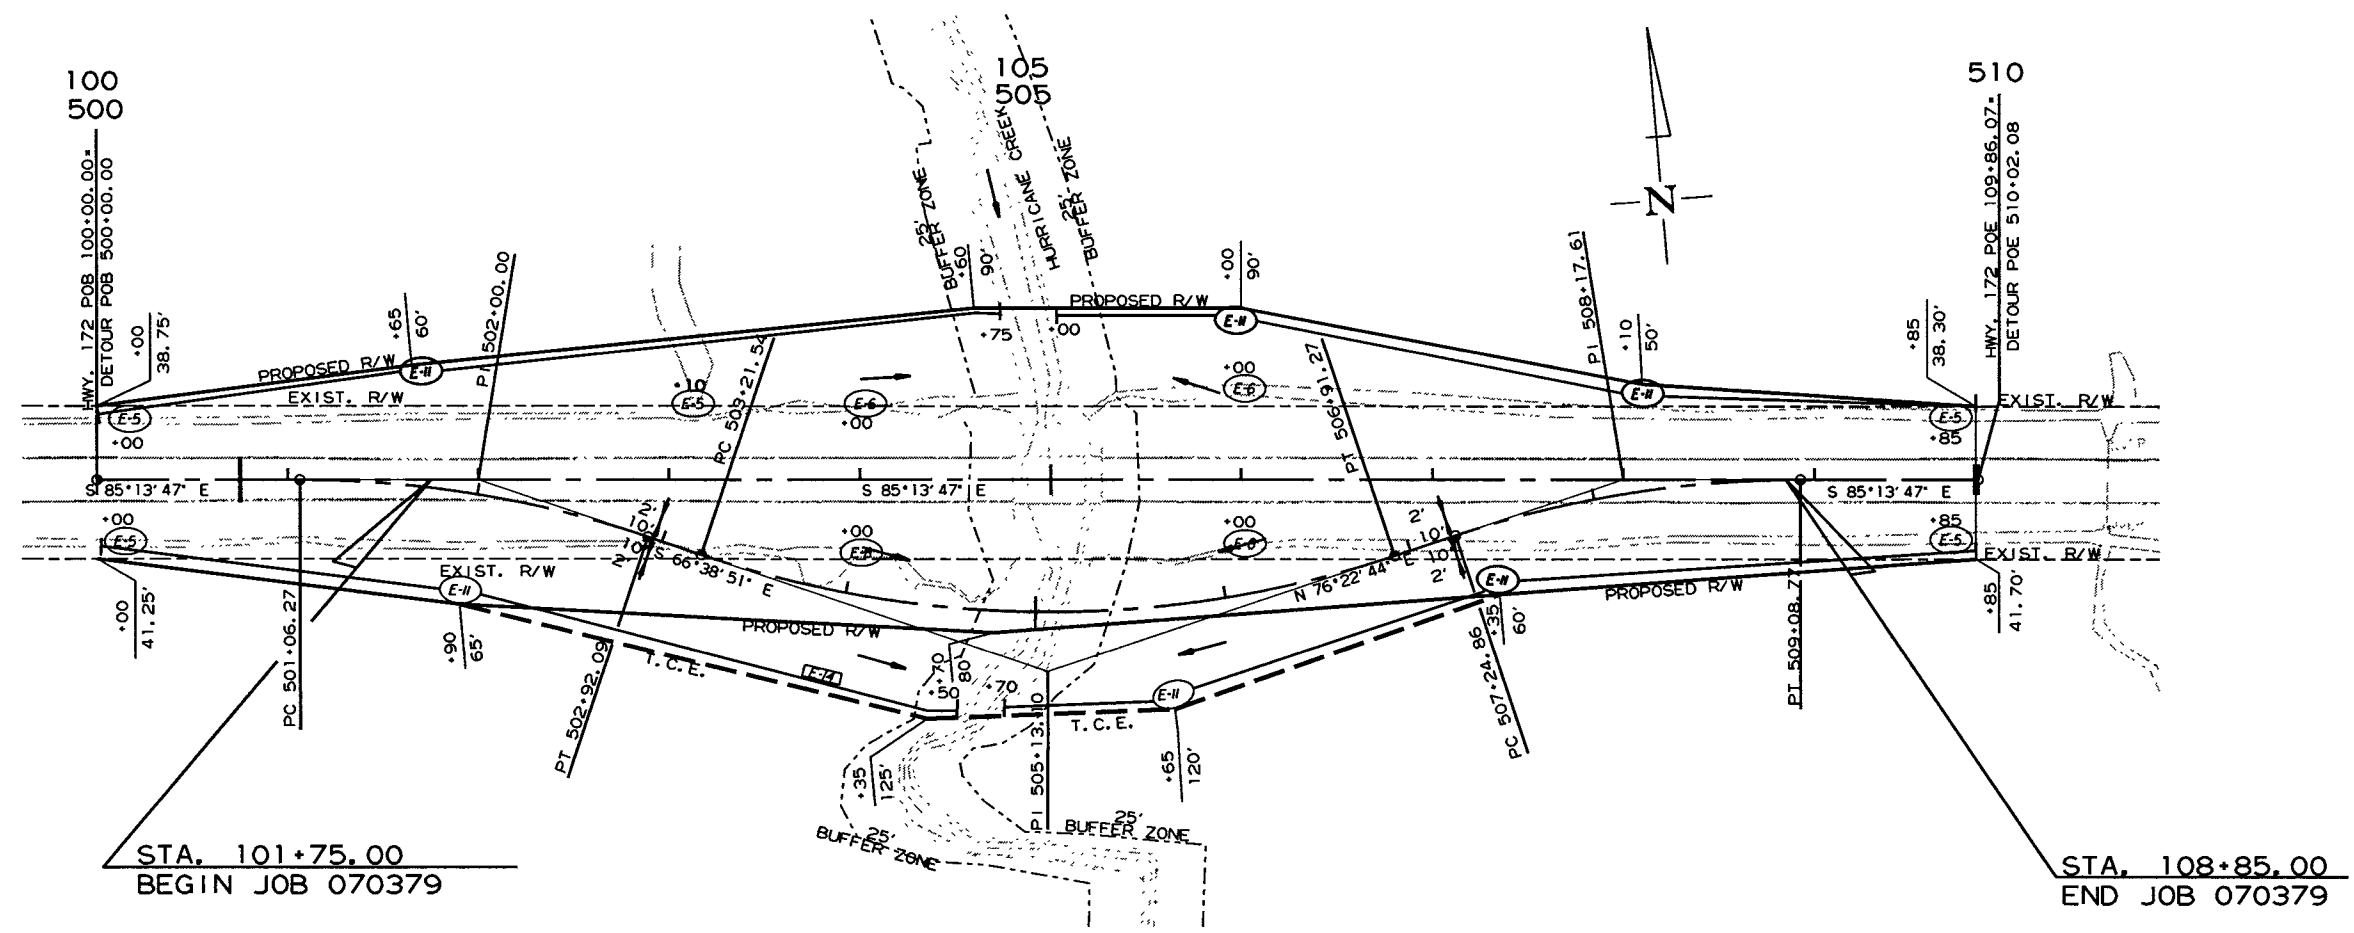 100
500
105
505
510
HWY. 172 POB 100+00.00=
DETOUR POB 500+00.00
HWY. 172 POE 109+86.07=
DETOUR POE 510+02.08
25'
BUFFER ZONE
HURRICANE CREEK
25'
BUFFER ZONE
N
+00
38.75'
+65
60'
PI 502+00.00
+60
90'
+00
90'
PI 508+17.61
+10
50'
+85
38.30'
PROPOSED R/W
+75
+00
E-11
PROPOSED R/W
E-11
EXIST. R/W
PC 503+21.54
PT 506+91.27
+10
E-5
E-6
+00
+00
E-6
E-11
EXIST. R/W
E-5
+00
E-5
+85
S 85°13'47" E
S 85°13'47" E
S 85°13'47" E
+00
E-5
2'
10'
10'
2'
S 66°38'51" E
+00
E-6
+00
E-6
2'
10'
10'
2'
N 76°22'44" E
+85
E-5
EXIST. R/W
EXIST. R/W
E-11
E-11
PROPOSED R/W
PROPOSED R/W
+00
41.25'
PC 501+06.27
+90
65'
PT 502+92.09
T.C.E.
E-14
+70
80'
+50
+70
E-11
T.C.E.
PI 505+13.10
+35
125'
+65
120'
+35
60'
PC 507+24.86
PT 509+08.77
+85
41.70'
25'
BUFFER ZONE
25'
BUFFER ZONE
STA. 101+75.00
BEGIN JOB 070379
STA. 108+85.00
END JOB 070379